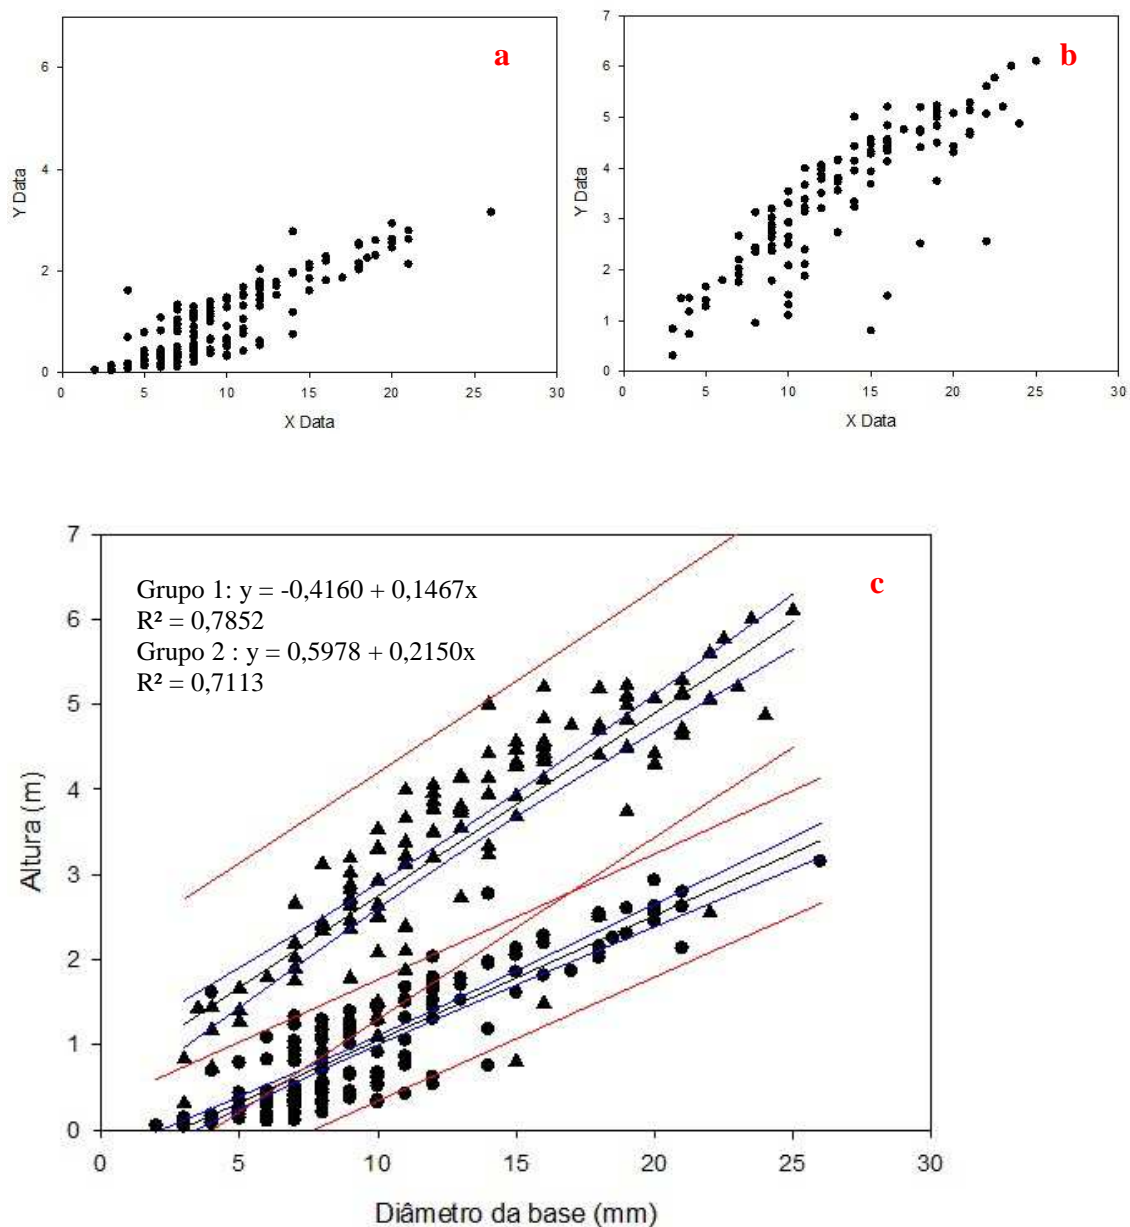 a
6
4
2
0
Y Data
0 5 10 15 20 25 30
X Data
b
7
6
5
4
3
2
1
0
Y Data
0 5 10 15 20 25 30
X Data
c
Grupo 1: y = -0,4160 + 0,1467x
R² = 0,7852
Grupo 2 : y = 0,5978 + 0,2150x
R² = 0,7113
7
6
5
4
3
2
1
0
Altura (m)
0 5 10 15 20 25 30
Diâmetro da base (mm)